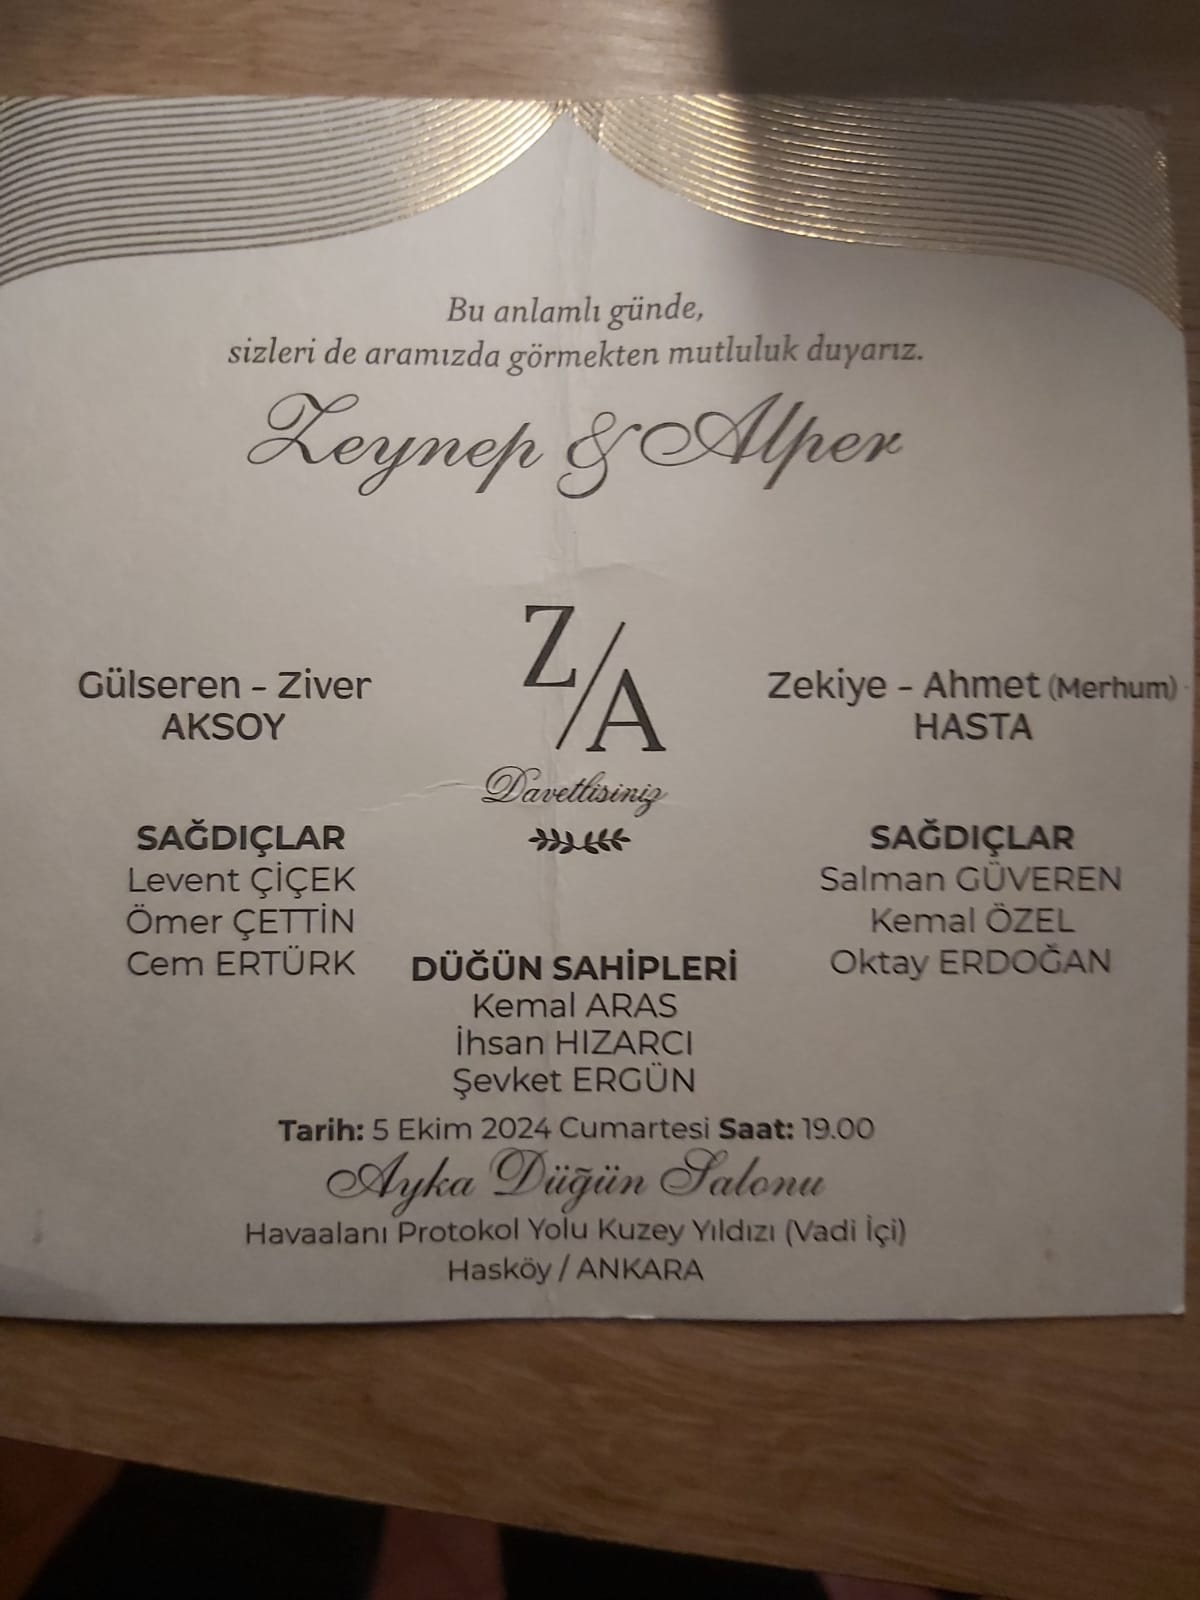 Bu anlamlı günde,
sizleri de aramızda görmekten mutluluk duyarız.
Zeynep & Alper
Z/A
Davetlisiniz
Gülseren - Ziver
AKSOY
Zekiye - Ahmet (Merhum)
HASTA
SAĞDIÇLAR
Levent ÇİÇEK
Ömer ÇETTİN
Cem ERTÜRK
SAĞDIÇLAR
Salman GÜVEREN
Kemal ÖZEL
Oktay ERDOĞAN
DÜĞÜN SAHİPLERİ
Kemal ARAS
İhsan HIZARCI
Şevket ERGÜN
Tarih: 5 Ekim 2024 Cumartesi Saat: 19.00
Ayka Düğün Salonu
Havaalanı Protokol Yolu Kuzey Yıldızı (Vadi İçi)
Hasköy / ANKARA